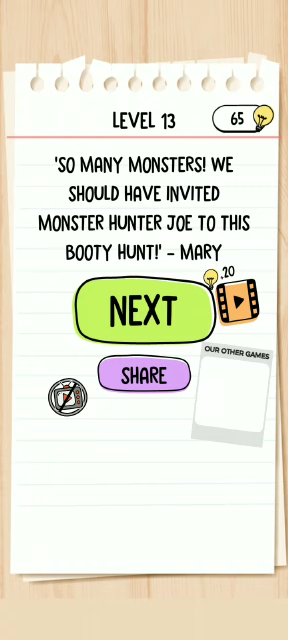 LEVEL 13
65
'SO MANY MONSTERS! WE
SHOULD HAVE INVITED
MONSTER HUNTER JOE TO THIS
BOOTY HUNT!' - MARY
.20
NEXT
SHARE
OUR OTHER GAMES